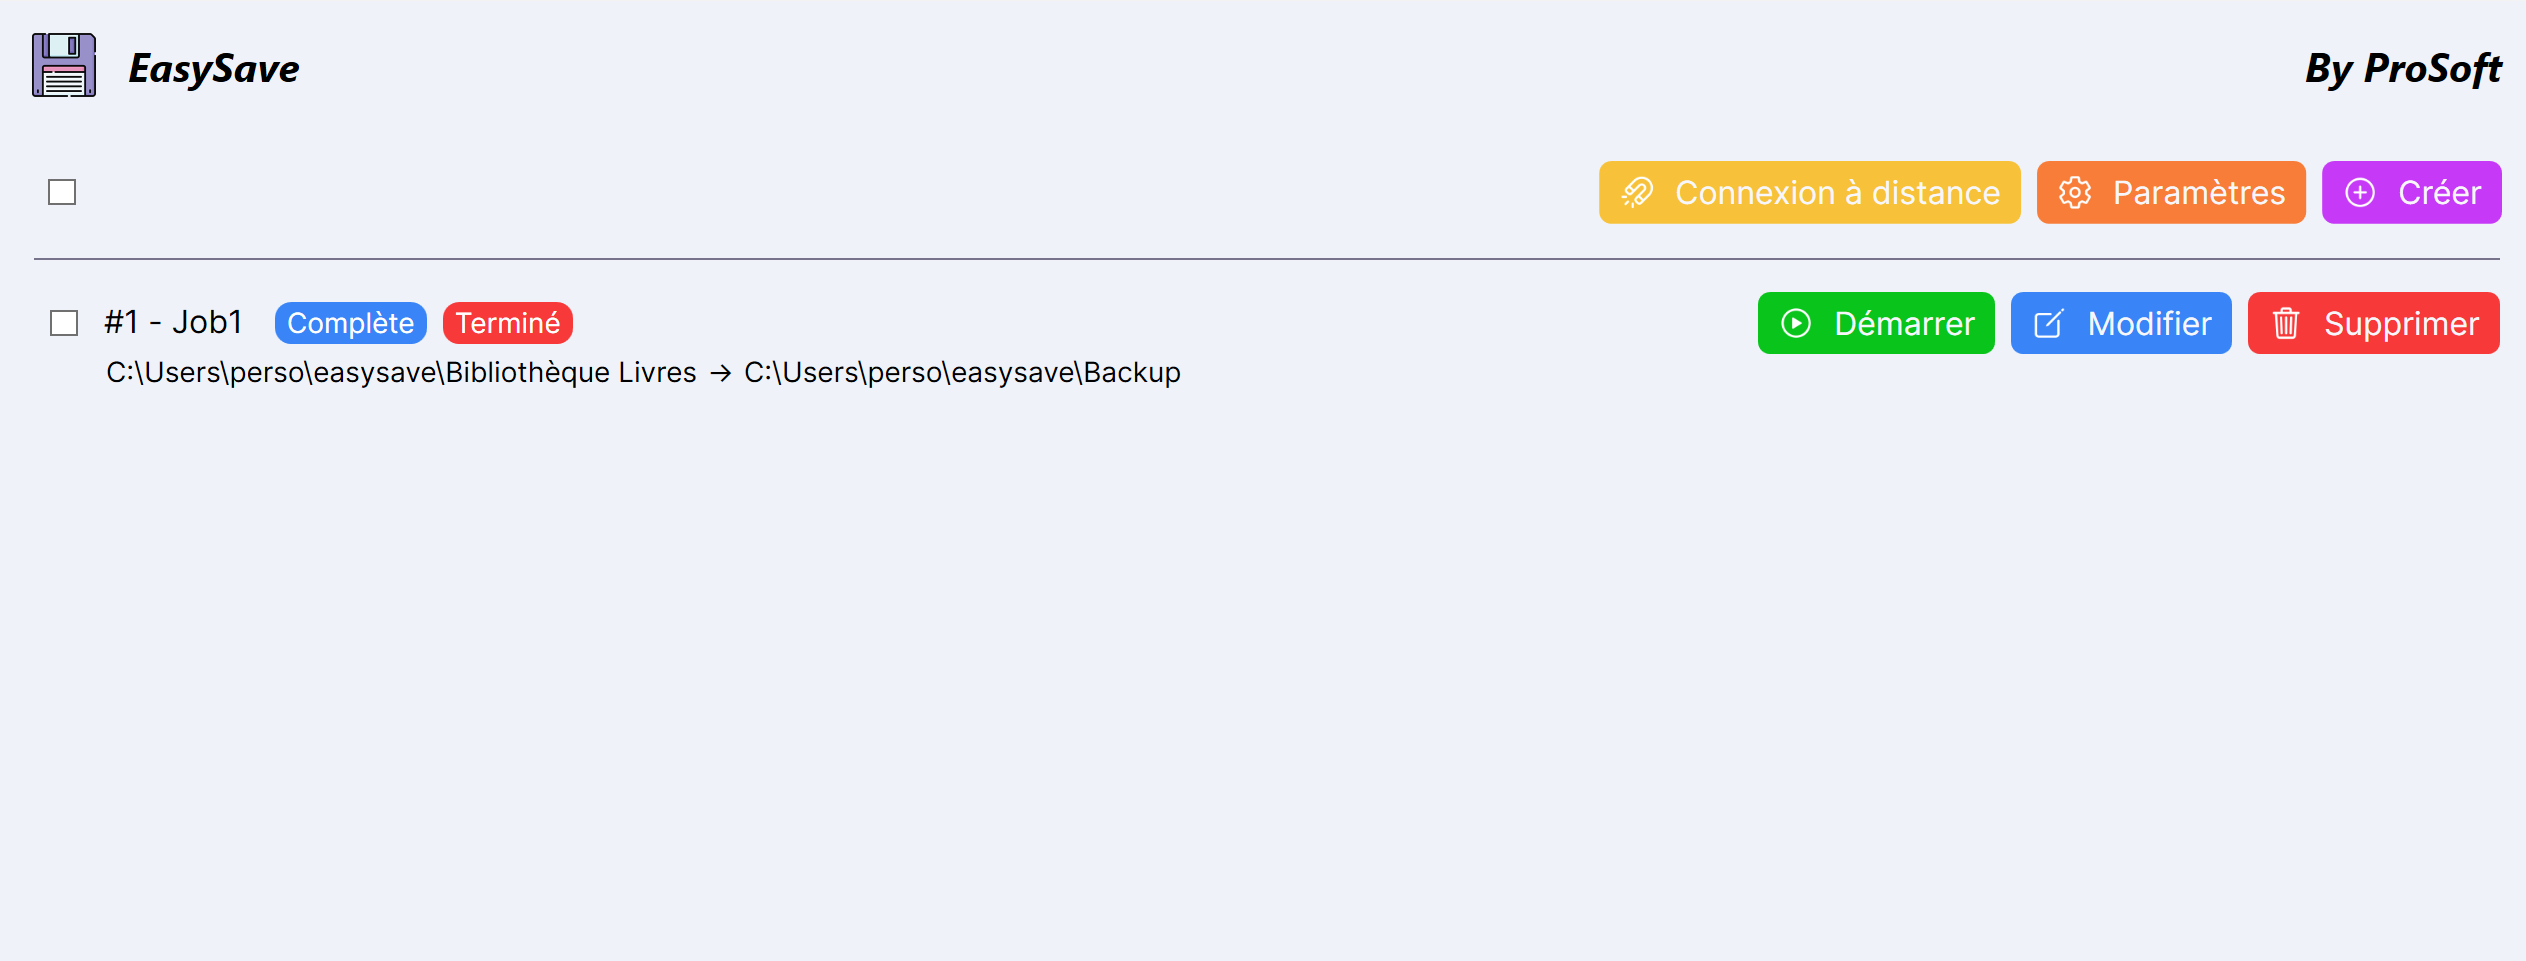 EasySave
By ProSoft
Connexion à distance
Paramètres
Créer
#1 - Job1
Complète
Terminé
Démarrer
Modifier
Supprimer
C:\Users\perso\easysave\Bibliothèque Livres → C:\Users\perso\easysave\Backup